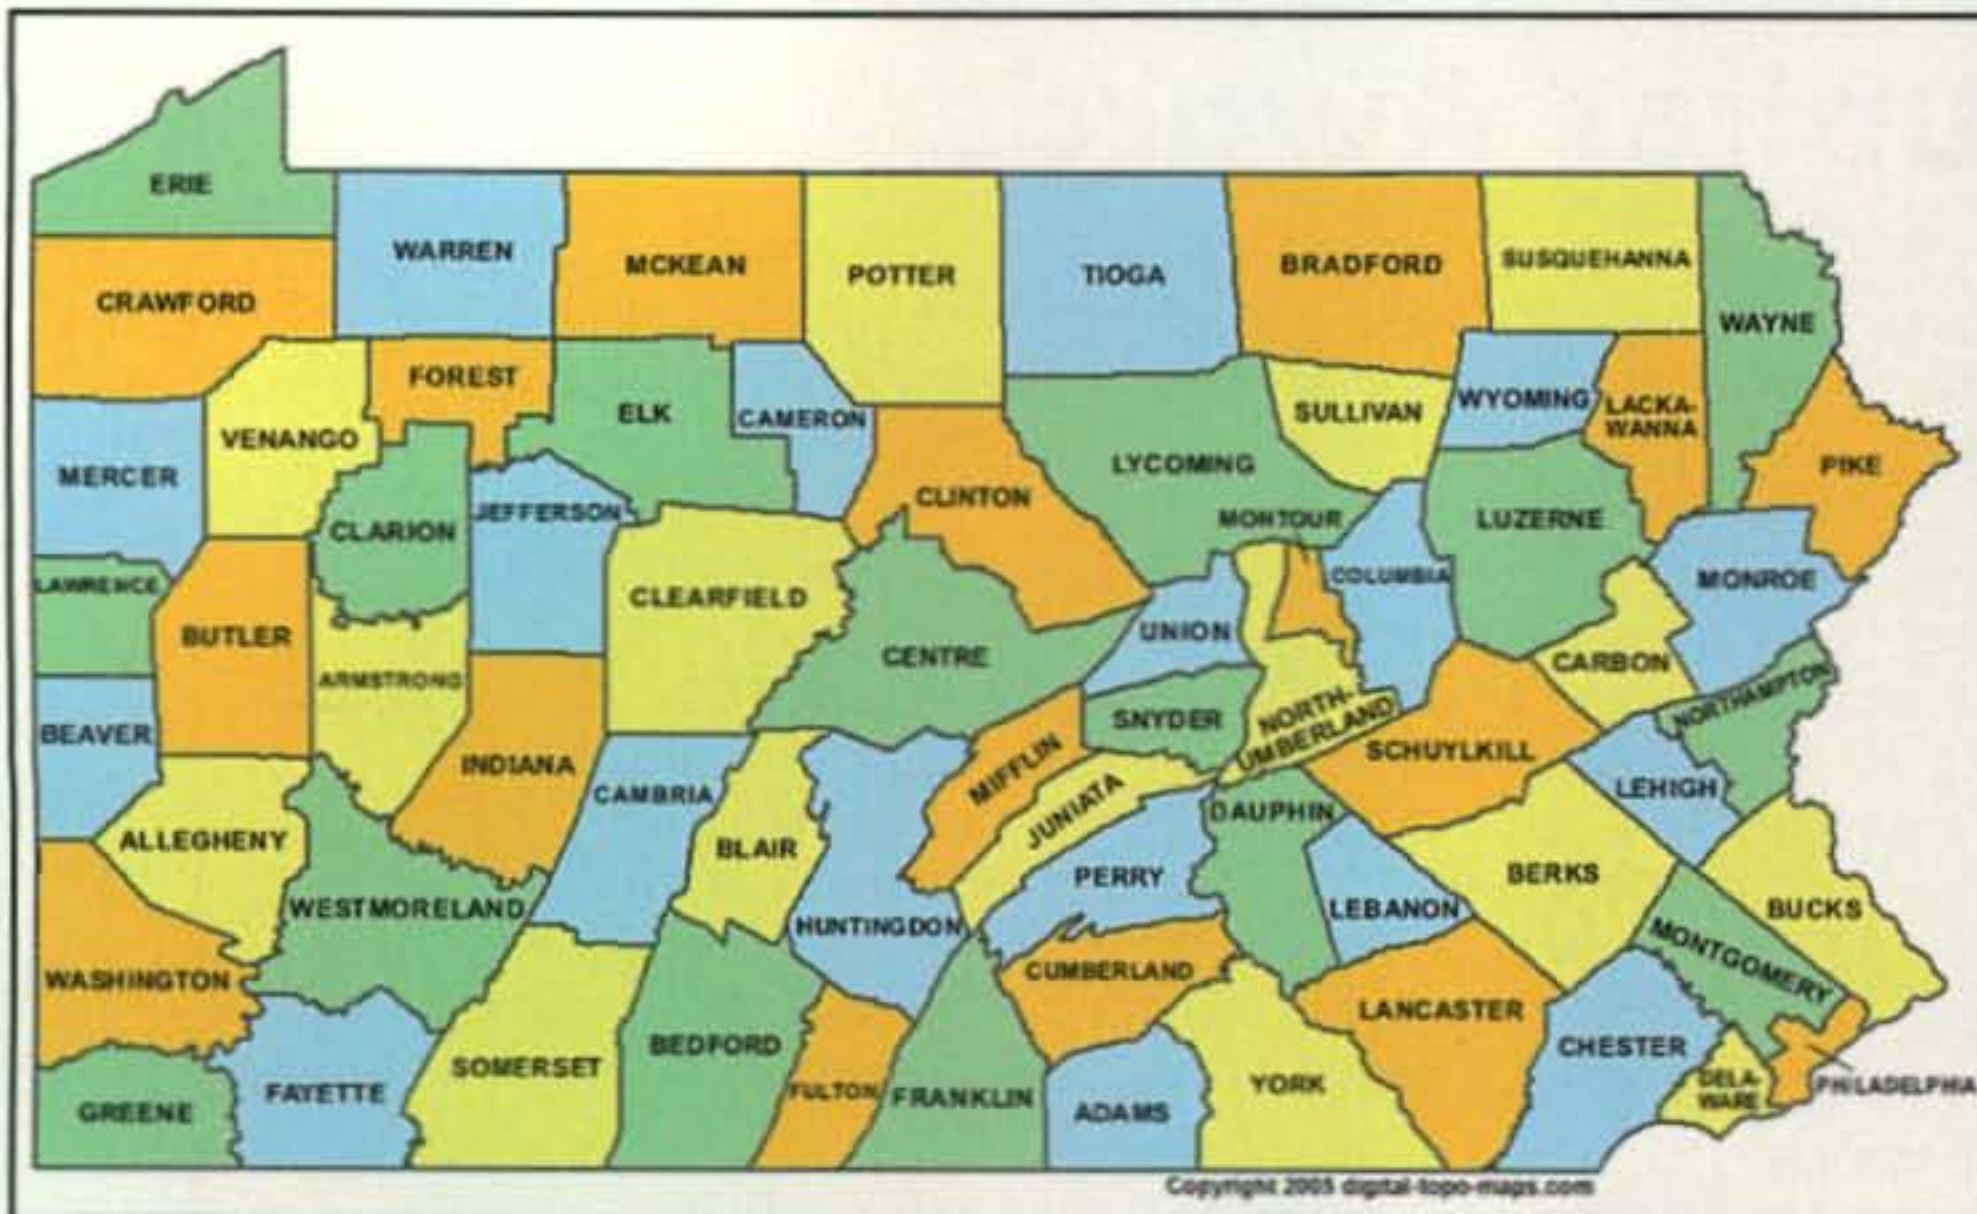 ERIE
WARREN
MCKEAN
POTTER
TIOGA
BRADFORD
SUSQUEHANNA
CRAWFORD
WAYNE
FOREST
ELK
CAMERON
SULLIVAN
WYOMING
LACKA-
WANNA
VENANGO
MERCER
LYCOMING
PIKE
CLINTON
CLARION
JEFFERSON
MONTOUR
LUZERNE
LAWRENCE
CLEARFIELD
COLUMBIA
MONROE
BUTLER
UNION
CENTRE
CARBON
ARMSTRONG
NORTHAMPTON
BEAVER
SNYDER
NORTH-
UMBERLAND
SCHUYLKILL
INDIANA
MIFFLIN
CAMBRIA
JUNIATA
LEHIGH
ALLEGHENY
DAUPHIN
BLAIR
PERRY
BERKS
WESTMORELAND
HUNTINGDON
LEBANON
BUCKS
WASHINGTON
CUMBERLAND
MONTGOMERY
LANCASTER
BEDFORD
CHESTER
SOMERSET
GREENE
FAYETTE
FULTON
FRANKLIN
ADAMS
YORK
DELA-
WARE
PHILADELPHIA
Copyright 2005 digital-topo-maps.com